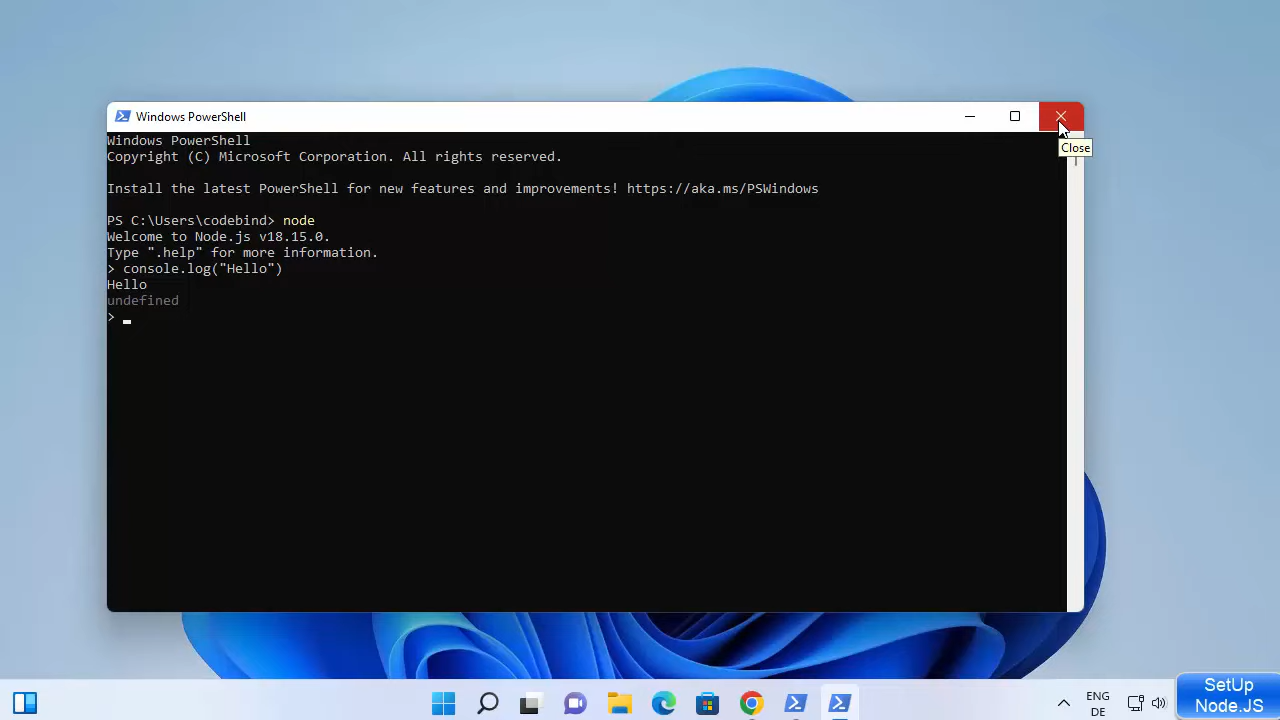 Windows PowerShell
Close
Windows PowerShell
Copyright (C) Microsoft Corporation. All rights reserved.
Install the latest PowerShell for new features and improvements! https://aka.ms/PSWindows
PS C:\Users\codebind> node
Welcome to Node.js v18.15.0.
Type ".help" for more information.
> console.log("Hello")
Hello
undefined
>
ENG
DE
SetUp
Node.JS